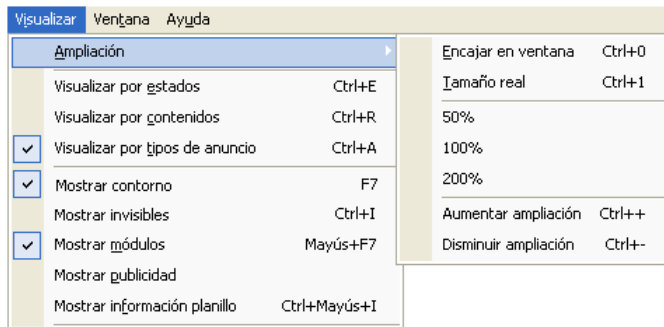 Visualizar Ventana Ayuda
Ampliación
Visualizar por estados Ctrl+E
Visualizar por contenidos Ctrl+R
Visualizar por tipos de anuncio Ctrl+A
Mostrar contorno F7
Mostrar invisibles Ctrl+I
Mostrar módulos Mayús+F7
Mostrar publicidad
Mostrar información planillo Ctrl+Mayús+I
Encajar en ventana Ctrl+0
Tamaño real Ctrl+1
50%
100%
200%
Aumentar ampliación Ctrl++
Disminuir ampliación Ctrl+-